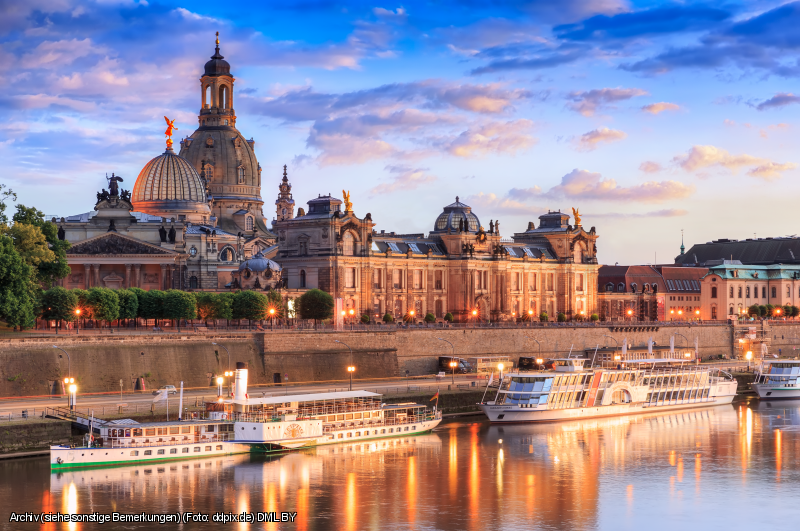 Archiv (siehe sonstige Bemerkungen) (Foto: ddpix.de) DML-BY